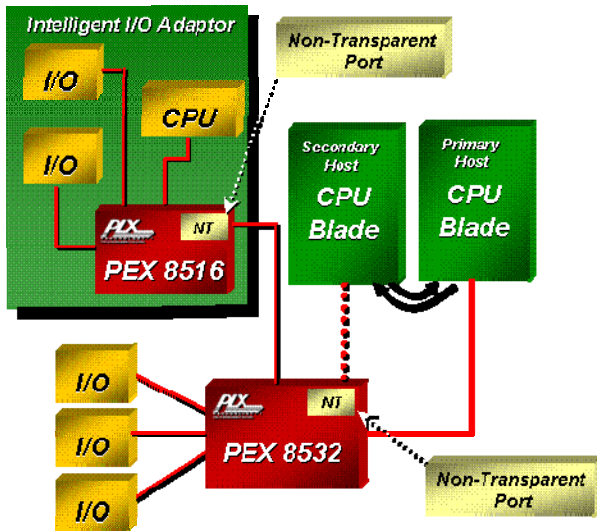 Intelligent I/O Adaptor
Non-Transparent
Port
I/O
CPU
I/O
PLX
NT
PEX 8516
Secondary
Host
CPU
Blade
Primary
Host
CPU
Blade
I/O
I/O
I/O
PLX
NT
PEX 8532
Non-Transparent
Port